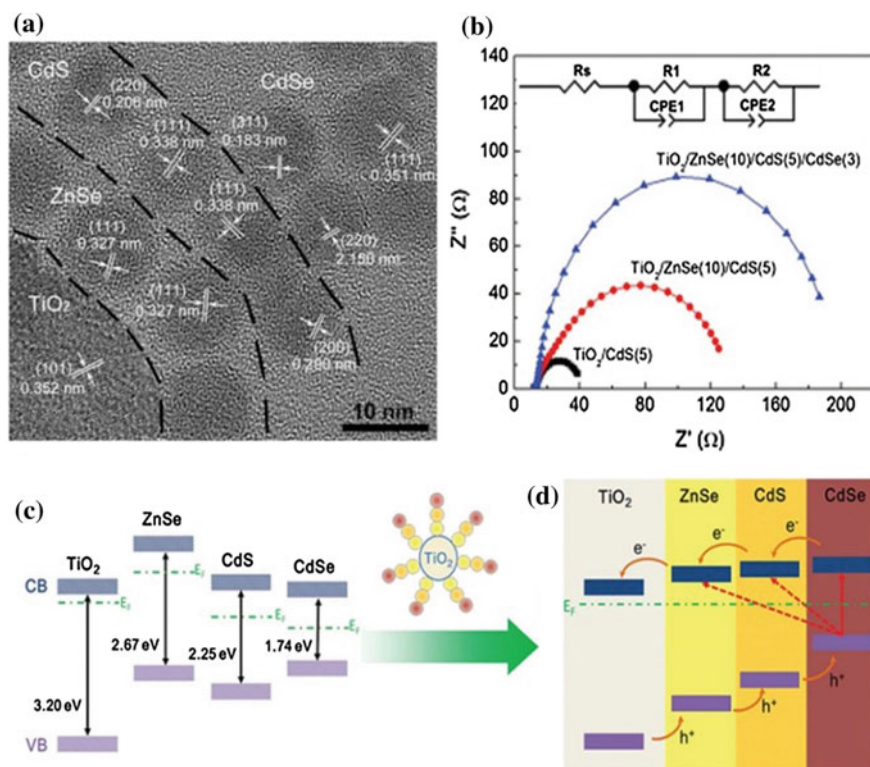 (a)
CdS
(220)
0.206 nm
CdSe
(111)
0.338 nm
(311)
0.183 nm
(111)
0.351 nm
ZnSe
(111)
0.338 nm
(111)
0.327 nm
(220)
2.156 nm
TiO₂
(111)
0.327 nm
(200)
0.290 nm
(101)
0.352 nm
10 nm
(b)
Z'' (Ω)
140
120
100
80
60
40
20
0
Rs R1 R2
CPE1 CPE2
TiO₂/ZnSe(10)/CdS(5)/CdSe(3)
TiO₂/ZnSe(10)/CdS(5)
TiO₂/CdS(5)
0 40 80 120 160 200
Z' (Ω)
(c)
ZnSe
TiO₂
CdS
CdSe
CB
E_F
E_F
E_F
E_F
2.67 eV
2.25 eV
1.74 eV
3.20 eV
VB
TiO₂
(d)
TiO₂ ZnSe CdS CdSe
e⁻ e⁻ e⁻
E_F
h⁺ h⁺ h⁺